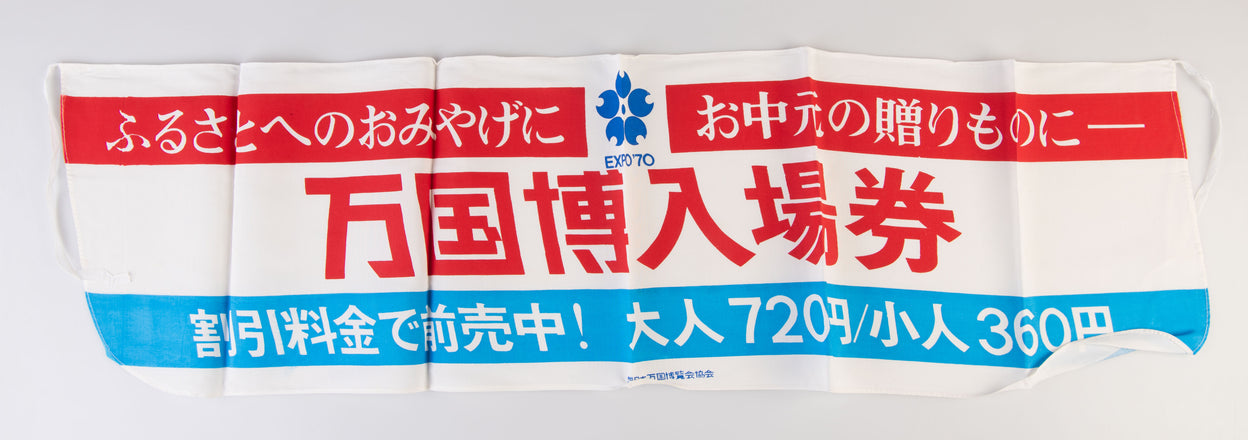 ふるさとへのおみやげに
お中元の贈りものに―
EXPO'70
万国博入場券
割引料金で前売中! 大人720円/小人360円
日本万国博覧会協会